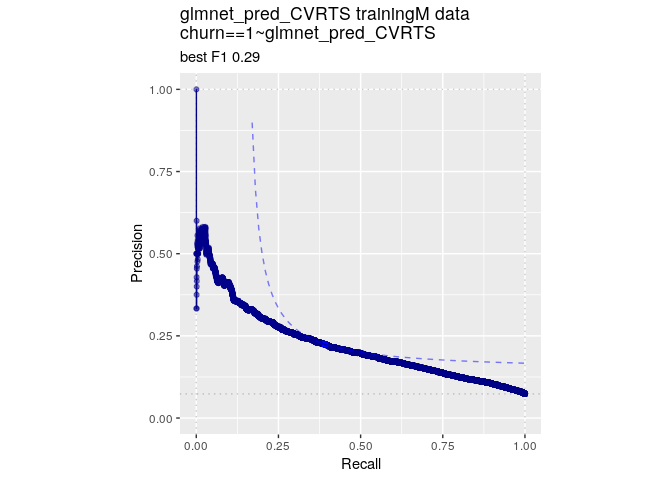 glmnet_pred_CVRTS trainingM data
churn==1~glmnet_pred_CVRTS
best F1 0.29
1.00
0.75
0.50
0.25
0.00
Precision
0.00 0.25 0.50 0.75 1.00
Recall